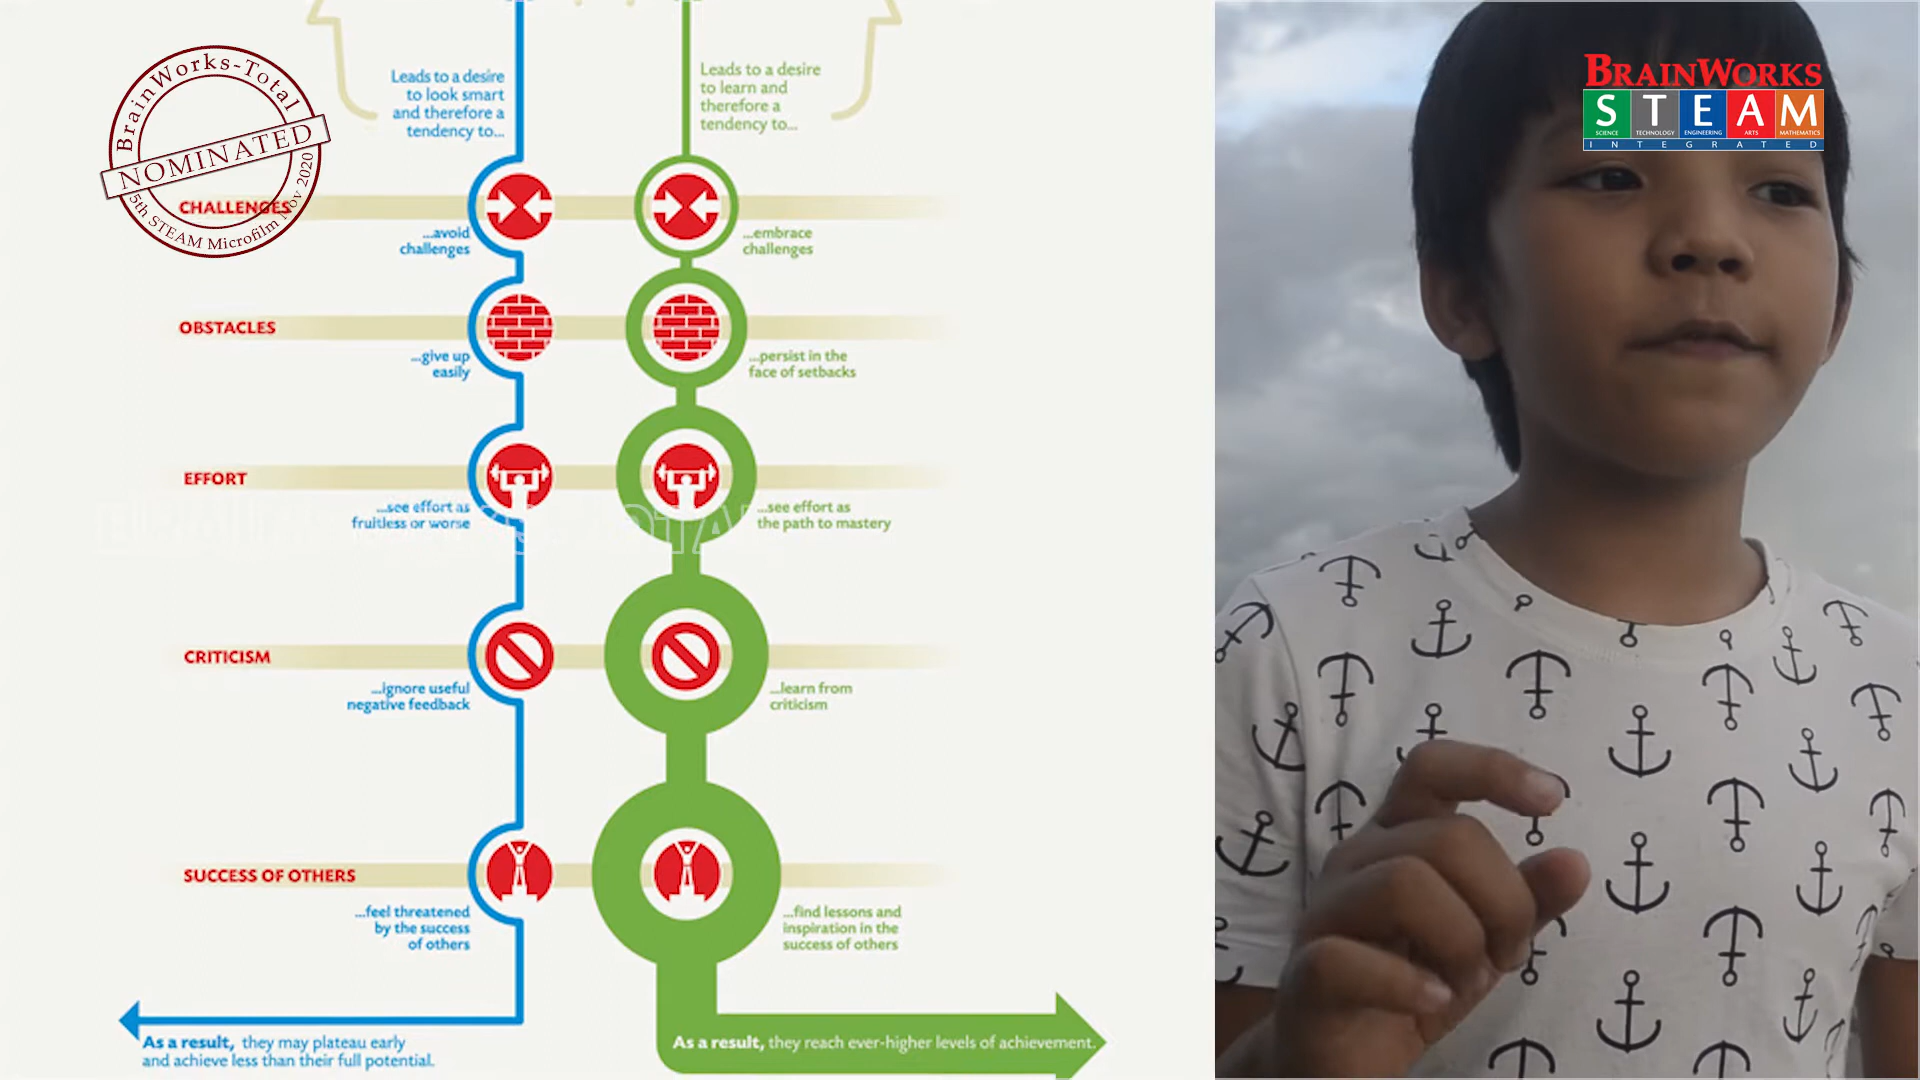 BrainWorks-Total
NOMINATED
5th STEAM Microfilm Nov 2020
Leads to a desire
to look smart
and therefore a
tendency to...
Leads to a desire
to learn and
therefore a
tendency to...
CHALLENGES
...avoid
challenges
...embrace
challenges
OBSTACLES
...give up
easily
...persist in the
face of setbacks
EFFORT
...see effort as
fruitless or worse
...see effort as
the path to mastery
CRITICISM
...ignore useful
negative feedback
...learn from
criticism
SUCCESS OF OTHERS
...feel threatened
by the success
of others
...find lessons and
inspiration in the
success of others
As a result, they may plateau early
and achieve less than their full potential.
As a result, they reach ever-higher levels of achievement.
BRAINWORKS
STEAM
SCIENCE TECHNOLOGY ENGINEERING ARTS MATHEMATICS
INTEGRATED